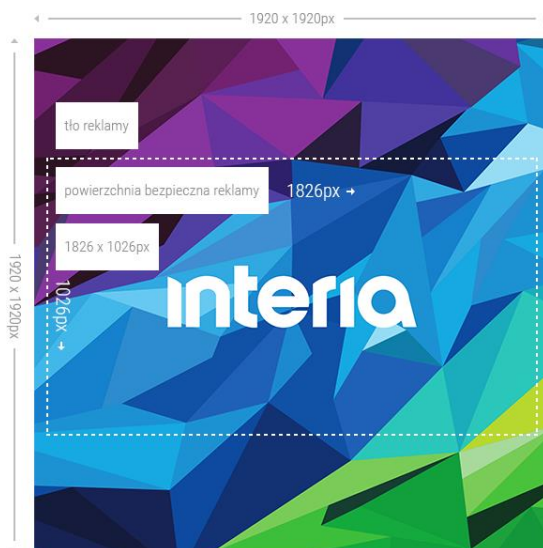 1920 x 1920px
tło reklamy
powierzchnia bezpieczna reklamy
1826px →
1826 x 1026px
1920 x 1920px
1026px →
interia